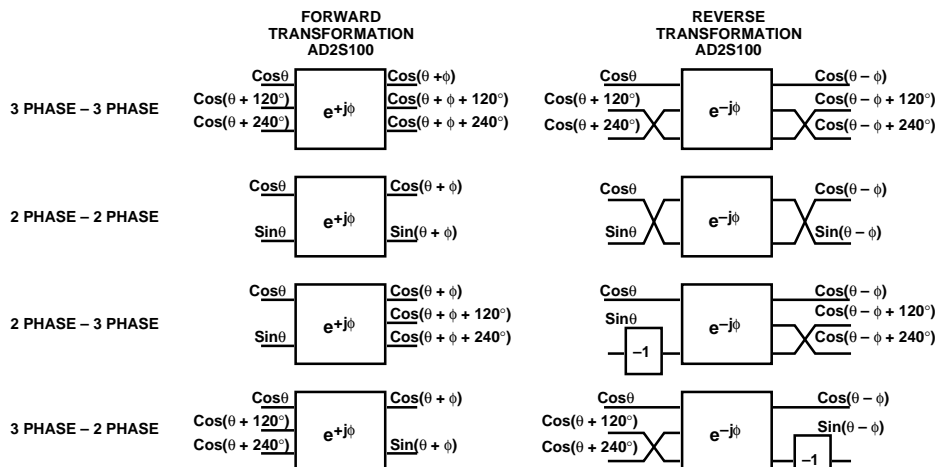 FORWARD
TRANSFORMATION
AD2S100
REVERSE
TRANSFORMATION
AD2S100
3 PHASE – 3 PHASE
Cosθ
Cos(θ + 120°)
Cos(θ + 240°)
e+jϕ
Cos(θ +ϕ)
Cos(θ + ϕ + 120°)
Cos(θ + ϕ + 240°)
Cosθ
Cos(θ + 120°)
Cos(θ + 240°)
e–jϕ
Cos(θ – ϕ)
Cos(θ – ϕ + 120°)
Cos(θ – ϕ + 240°)
2 PHASE – 2 PHASE
Cosθ
Sinθ
e+jϕ
Cos(θ + ϕ)
Sin(θ + ϕ)
Cosθ
Sinθ
e–jϕ
Cos(θ – ϕ)
Sin(θ – ϕ)
2 PHASE – 3 PHASE
Cosθ
Sinθ
e+jϕ
Cos(θ + ϕ)
Cos(θ + ϕ + 120°)
Cos(θ + ϕ + 240°)
Cosθ
Sinθ
–1
e–jϕ
Cos(θ – ϕ)
Cos(θ – ϕ + 120°)
Cos(θ – ϕ + 240°)
3 PHASE – 2 PHASE
Cosθ
Cos(θ + 120°)
Cos(θ + 240°)
e+jϕ
Cos(θ + ϕ)
Sin(θ + ϕ)
Cosθ
Cos(θ + 120°)
Cos(θ + 240°)
e–jϕ
Cos(θ – ϕ)
Sin(θ – ϕ)
–1